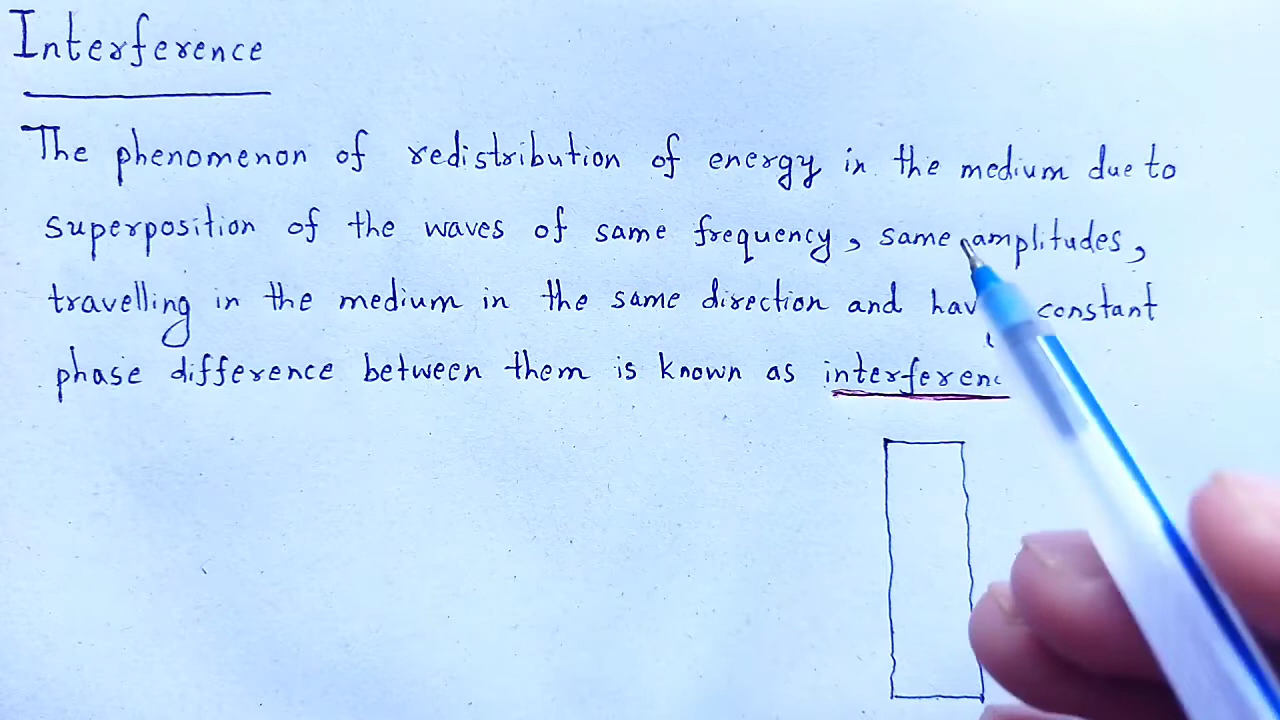 Interference
The phenomenon of redistribution of energy in the medium due to
superposition of the waves of same frequency, same amplitudes,
travelling in the medium in the same direction and constant
phase difference between them is known as